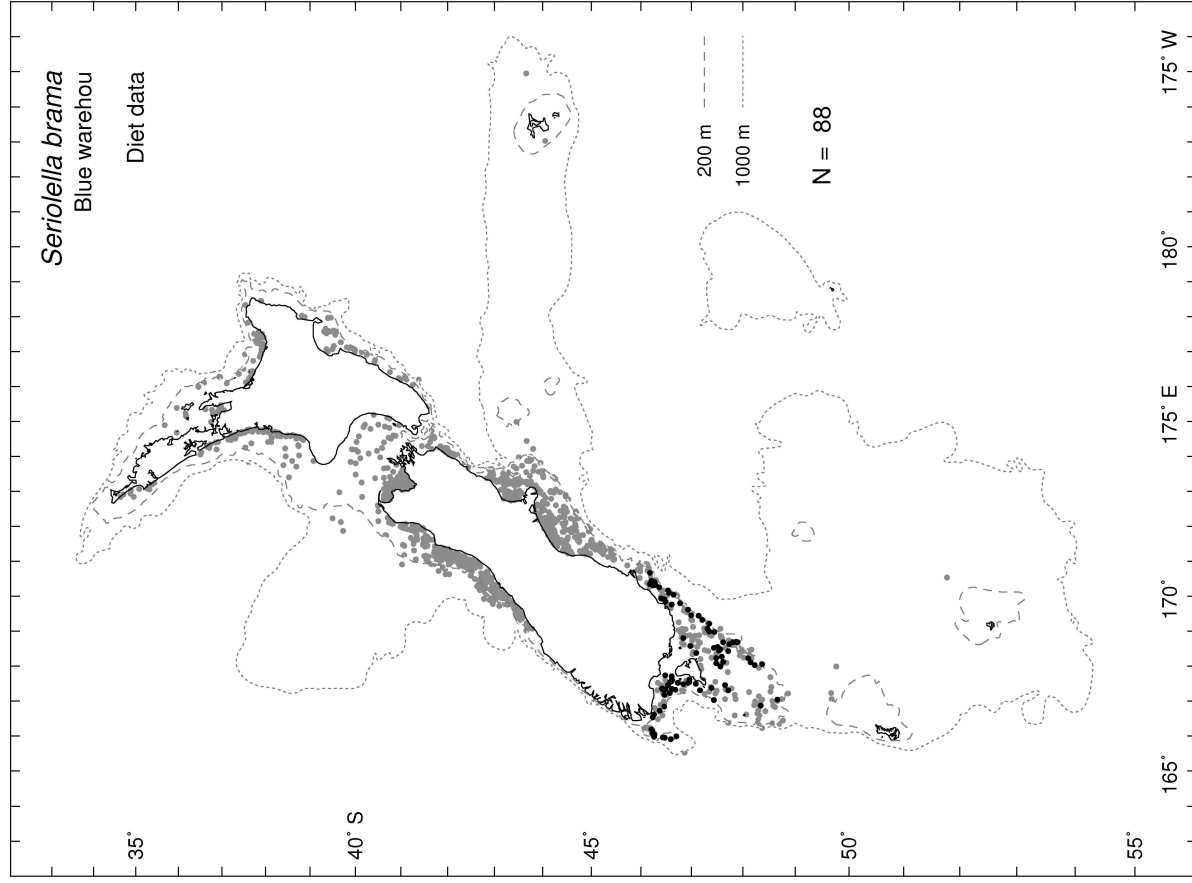 Seriolella brama
Blue warehou
Diet data
200 m
1000 m
N = 88
35°
40° S
45°
50°
55°
165°
170°
175° E
180°
175° W